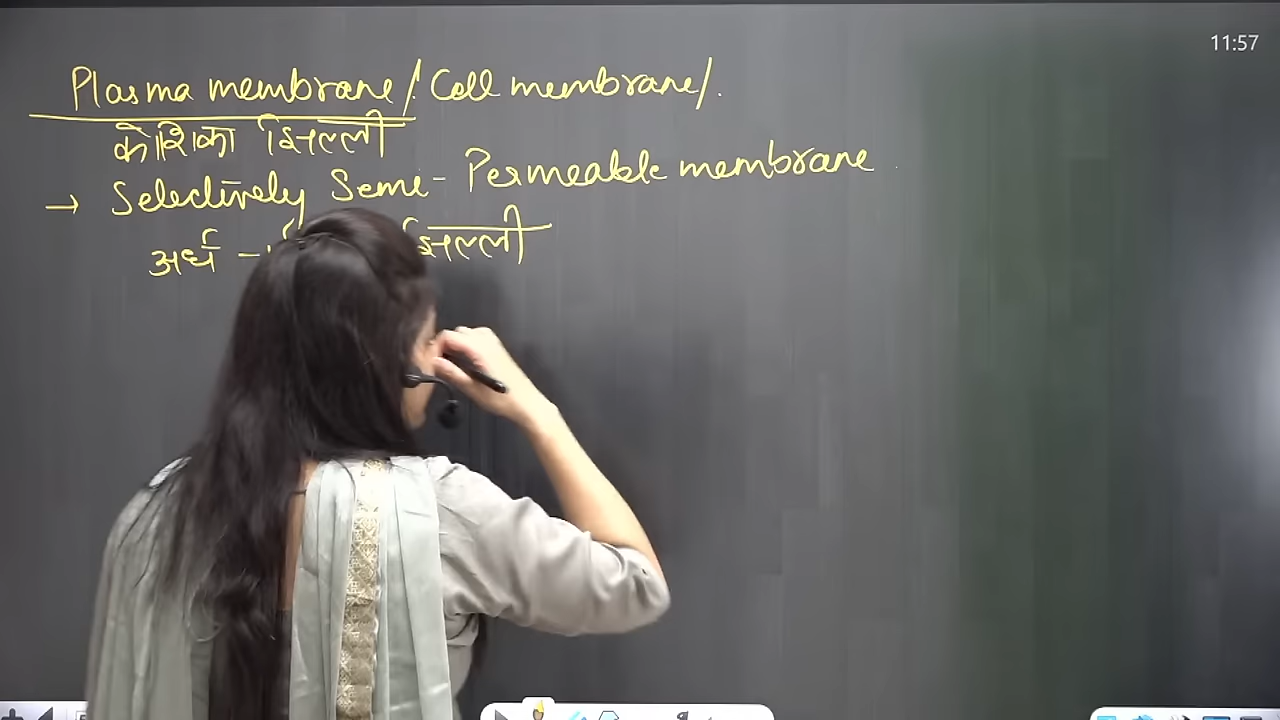 11:57
Plasma membrane/ Cell membrane/.
कोशिका झिल्ली
→ Selectively Semi-Permeable membrane
अर्ध - झिल्ली